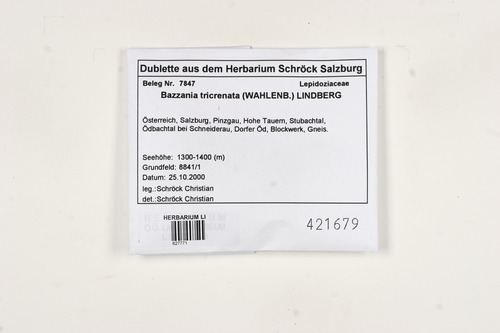 Dublette aus dem Herbarium Schröck Salzburg
Beleg Nr. 7847 Lepidoziaceae
Bazzania tricrenata (WAHLENB.) LINDBERG
Österreich, Salzburg, Pinzgau, Hohe Tauern, Stubachtal,
Ödbachtal bei Schneiderau, Dorfer Öd, Blockwerk, Gneis.
Seehöhe: 1300-1400 (m)
Grundfeld: 8841/1
Datum: 25.10.2000
leg.:Schröck Christian
det.:Schröck Christian
HERBARIUM LI
627771
421679